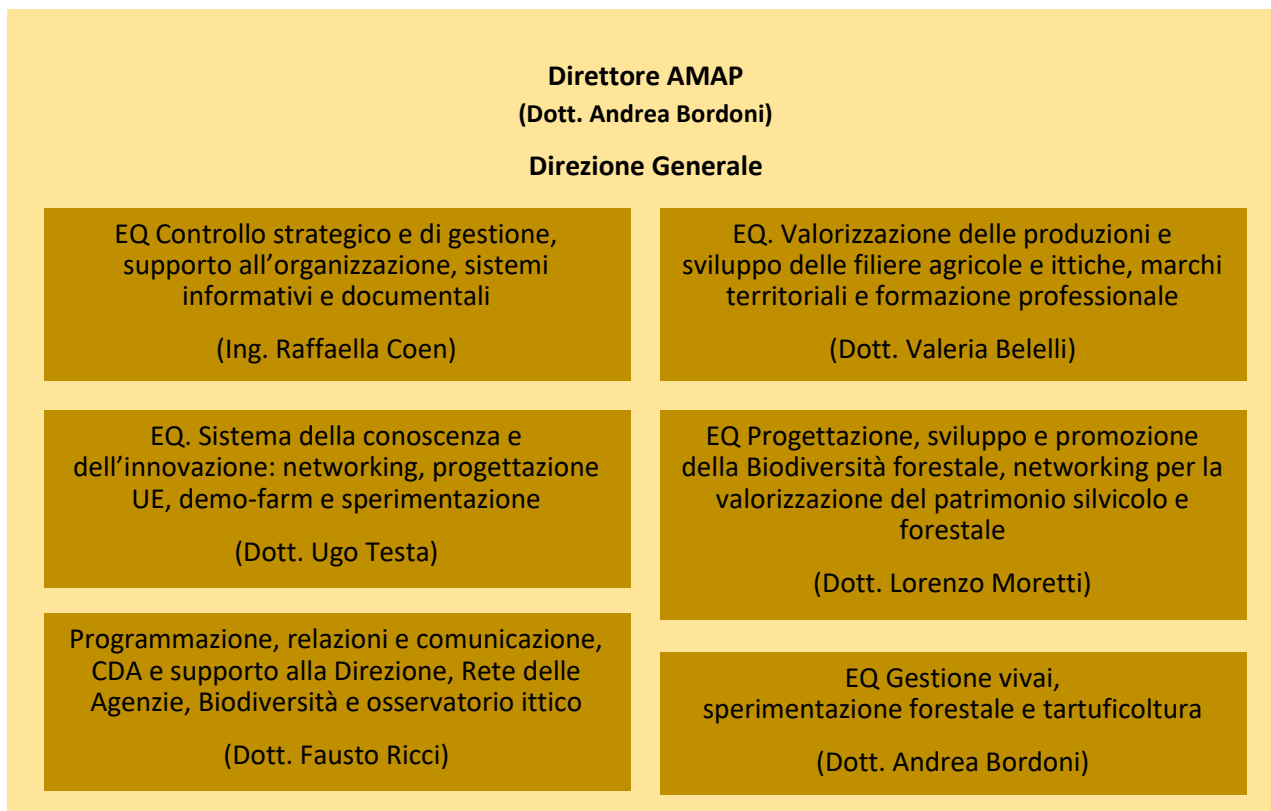 Direttore AMAP
(Dott. Andrea Bordoni)
Direzione Generale
EQ Controllo strategico e di gestione,
supporto all’organizzazione, sistemi
informativi e documentali
(Ing. Raffaella Coen)
EQ. Valorizzazione delle produzioni e
sviluppo delle filiere agricole e ittiche, marchi
territoriali e formazione professionale
(Dott. Valeria Belelli)
EQ. Sistema della conoscenza e
dell’innovazione: networking, progettazione
UE, demo-farm e sperimentazione
(Dott. Ugo Testa)
EQ Progettazione, sviluppo e promozione
della Biodiversità forestale, networking per la
valorizzazione del patrimonio silvicolo e
forestale
(Dott. Lorenzo Moretti)
Programmazione, relazioni e comunicazione,
CDA e supporto alla Direzione, Rete delle
Agenzie, Biodiversità e osservatorio ittico
(Dott. Fausto Ricci)
EQ Gestione vivai,
sperimentazione forestale e tartuficoltura
(Dott. Andrea Bordoni)